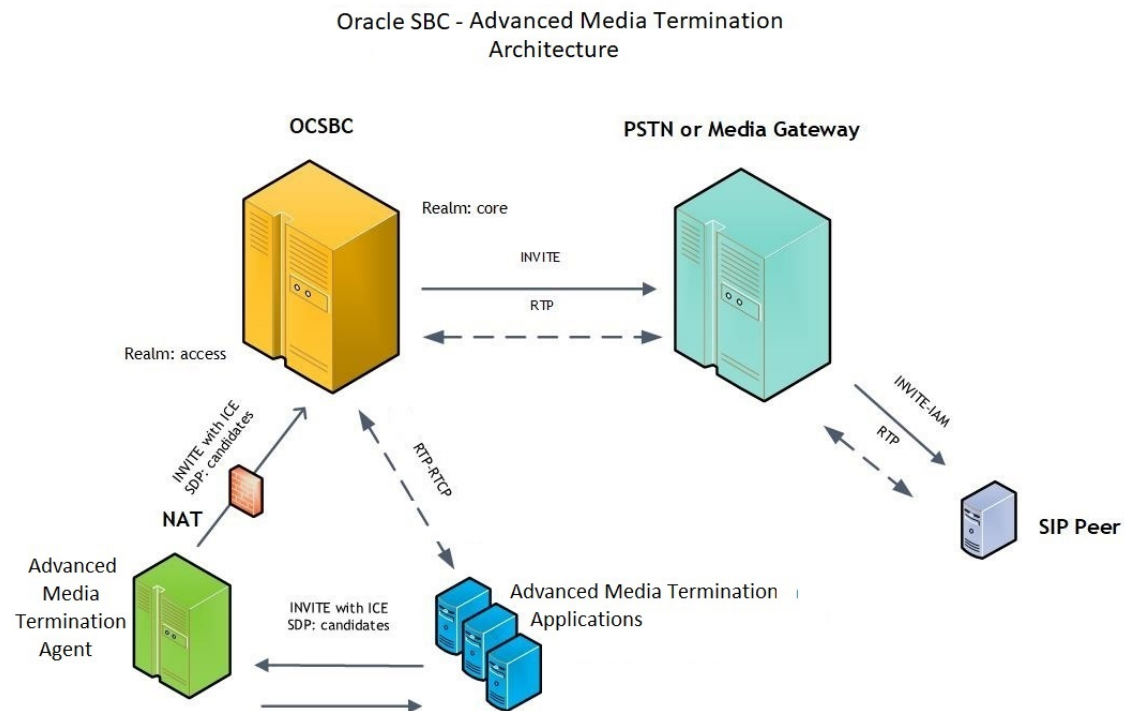 Oracle SBC - Advanced Media Termination
Architecture
OCSBC
PSTN or Media Gateway
Realm: core
INVITE
RTP
Realm: access
INVITE with ICE
SDP: candidates
RTP-RTCP
INVITE-IAM
RTP
NAT
SIP Peer
Advanced
Media
Termination
Agent
INVITE with ICE
SDP: candidates
Advanced Media Termination
Applications